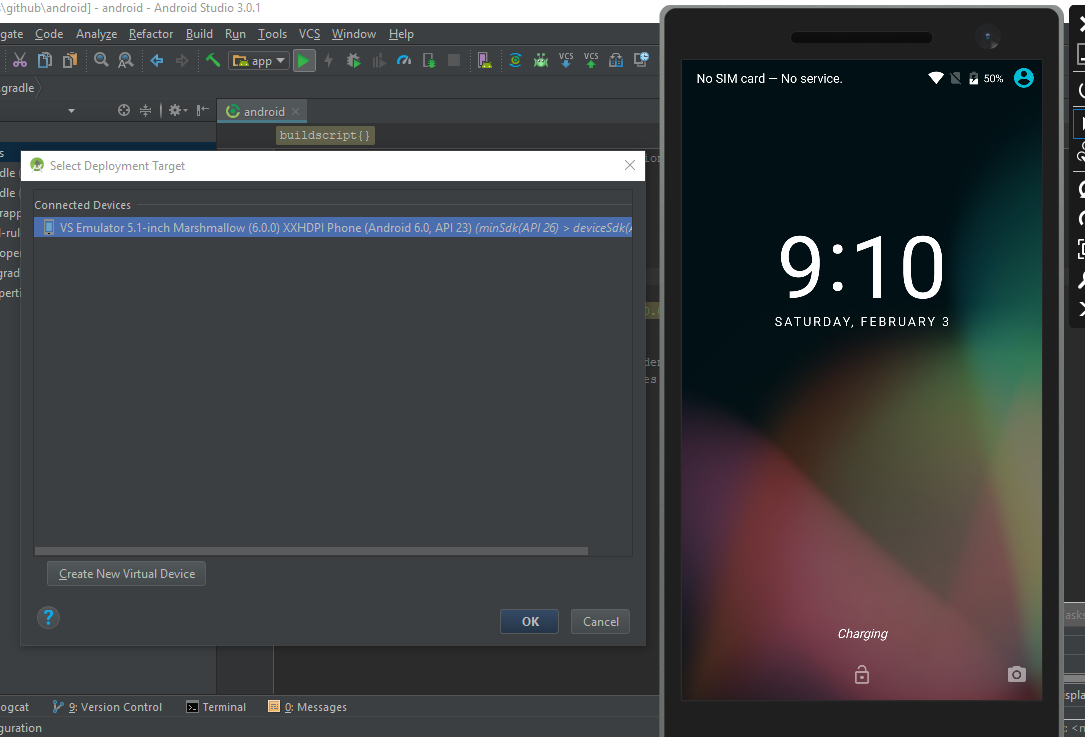 \github\android] - android - Android Studio 3.0.1
gate Code Analyze Refactor Build Run Tools VCS Window Help
app
VCS VCS
.gradle
android
buildscript{}
Select Deployment Target
Connected Devices
VS Emulator 5.1-inch Marshmallow (6.0.0) XXHDPI Phone (Android 6.0, API 23) (minSdk(API 26) > deviceSdk(A
Create New Virtual Device
?
OK
Cancel
ogcat
9: Version Control
Terminal
0: Messages
guration
No SIM card — No service.
50%
9:10
SATURDAY, FEBRUARY 3
Charging